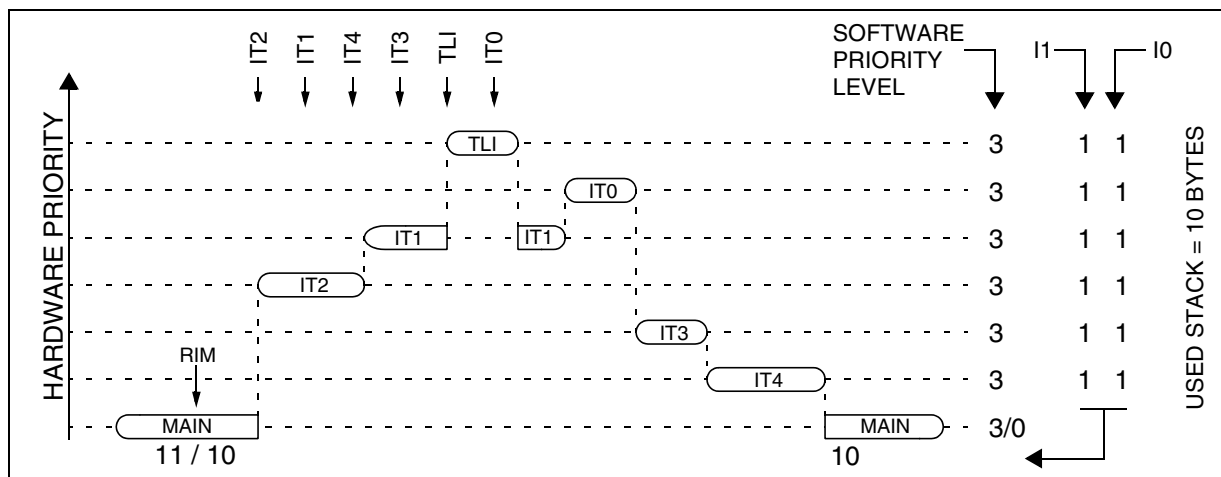 IT2
IT1
IT4
IT3
TLI
IT0
SOFTWARE
PRIORITY
LEVEL
I1
I0
HARDWARE PRIORITY
TLI
3
1 1
IT0
3
1 1
IT1
IT1
3
1 1
IT2
3
1 1
IT3
3
1 1
RIM
IT4
3
1 1
MAIN
MAIN
3/0
11 / 10
10
USED STACK = 10 BYTES